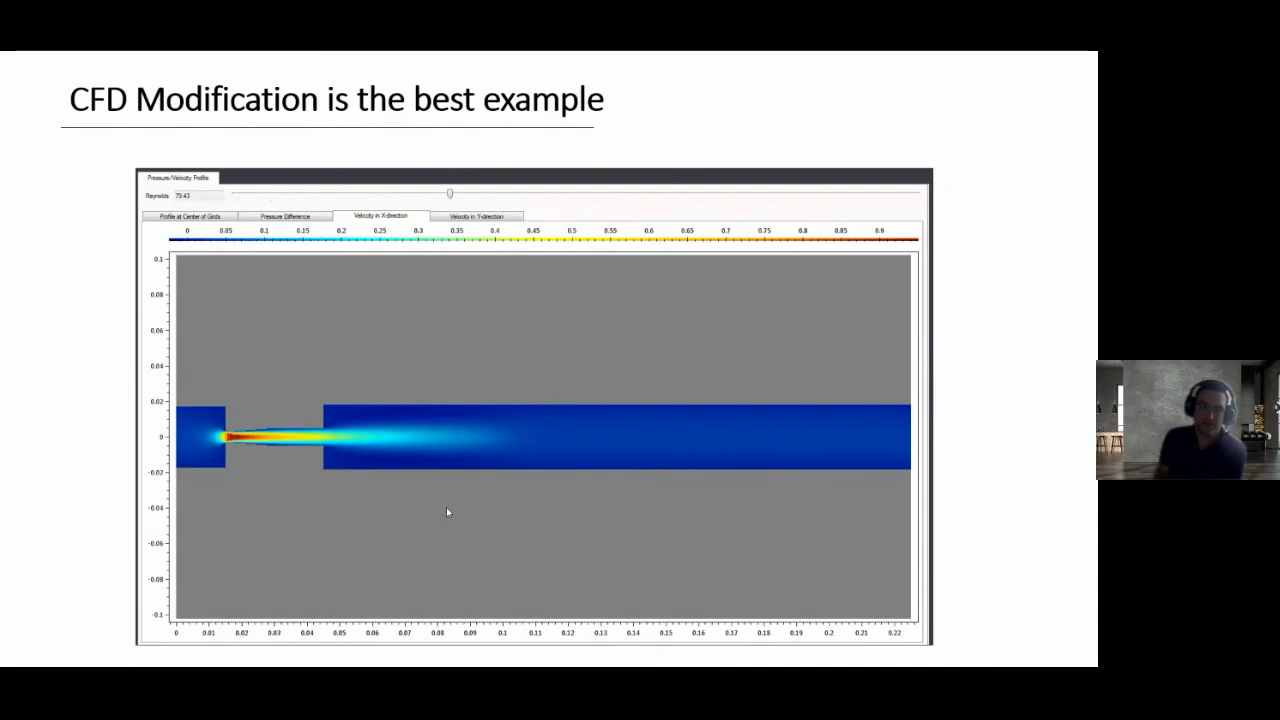 CFD Modification is the best example
Pressure/Velocity Profile
Reynolds 79.43
Profile at Center of Grids Pressure Difference Velocity in X-direction Velocity in Y-direction
0 0.05 0.1 0.15 0.2 0.25 0.3 0.35 0.4 0.45 0.5 0.55 0.6 0.65 0.7 0.75 0.8 0.85 0.9
0.1
0.08
0.06
0.04
0.02
0
-0.02
-0.04
-0.06
-0.08
-0.1
0 0.01 0.02 0.03 0.04 0.05 0.06 0.07 0.08 0.09 0.1 0.11 0.12 0.13 0.14 0.15 0.16 0.17 0.18 0.19 0.2 0.21 0.22